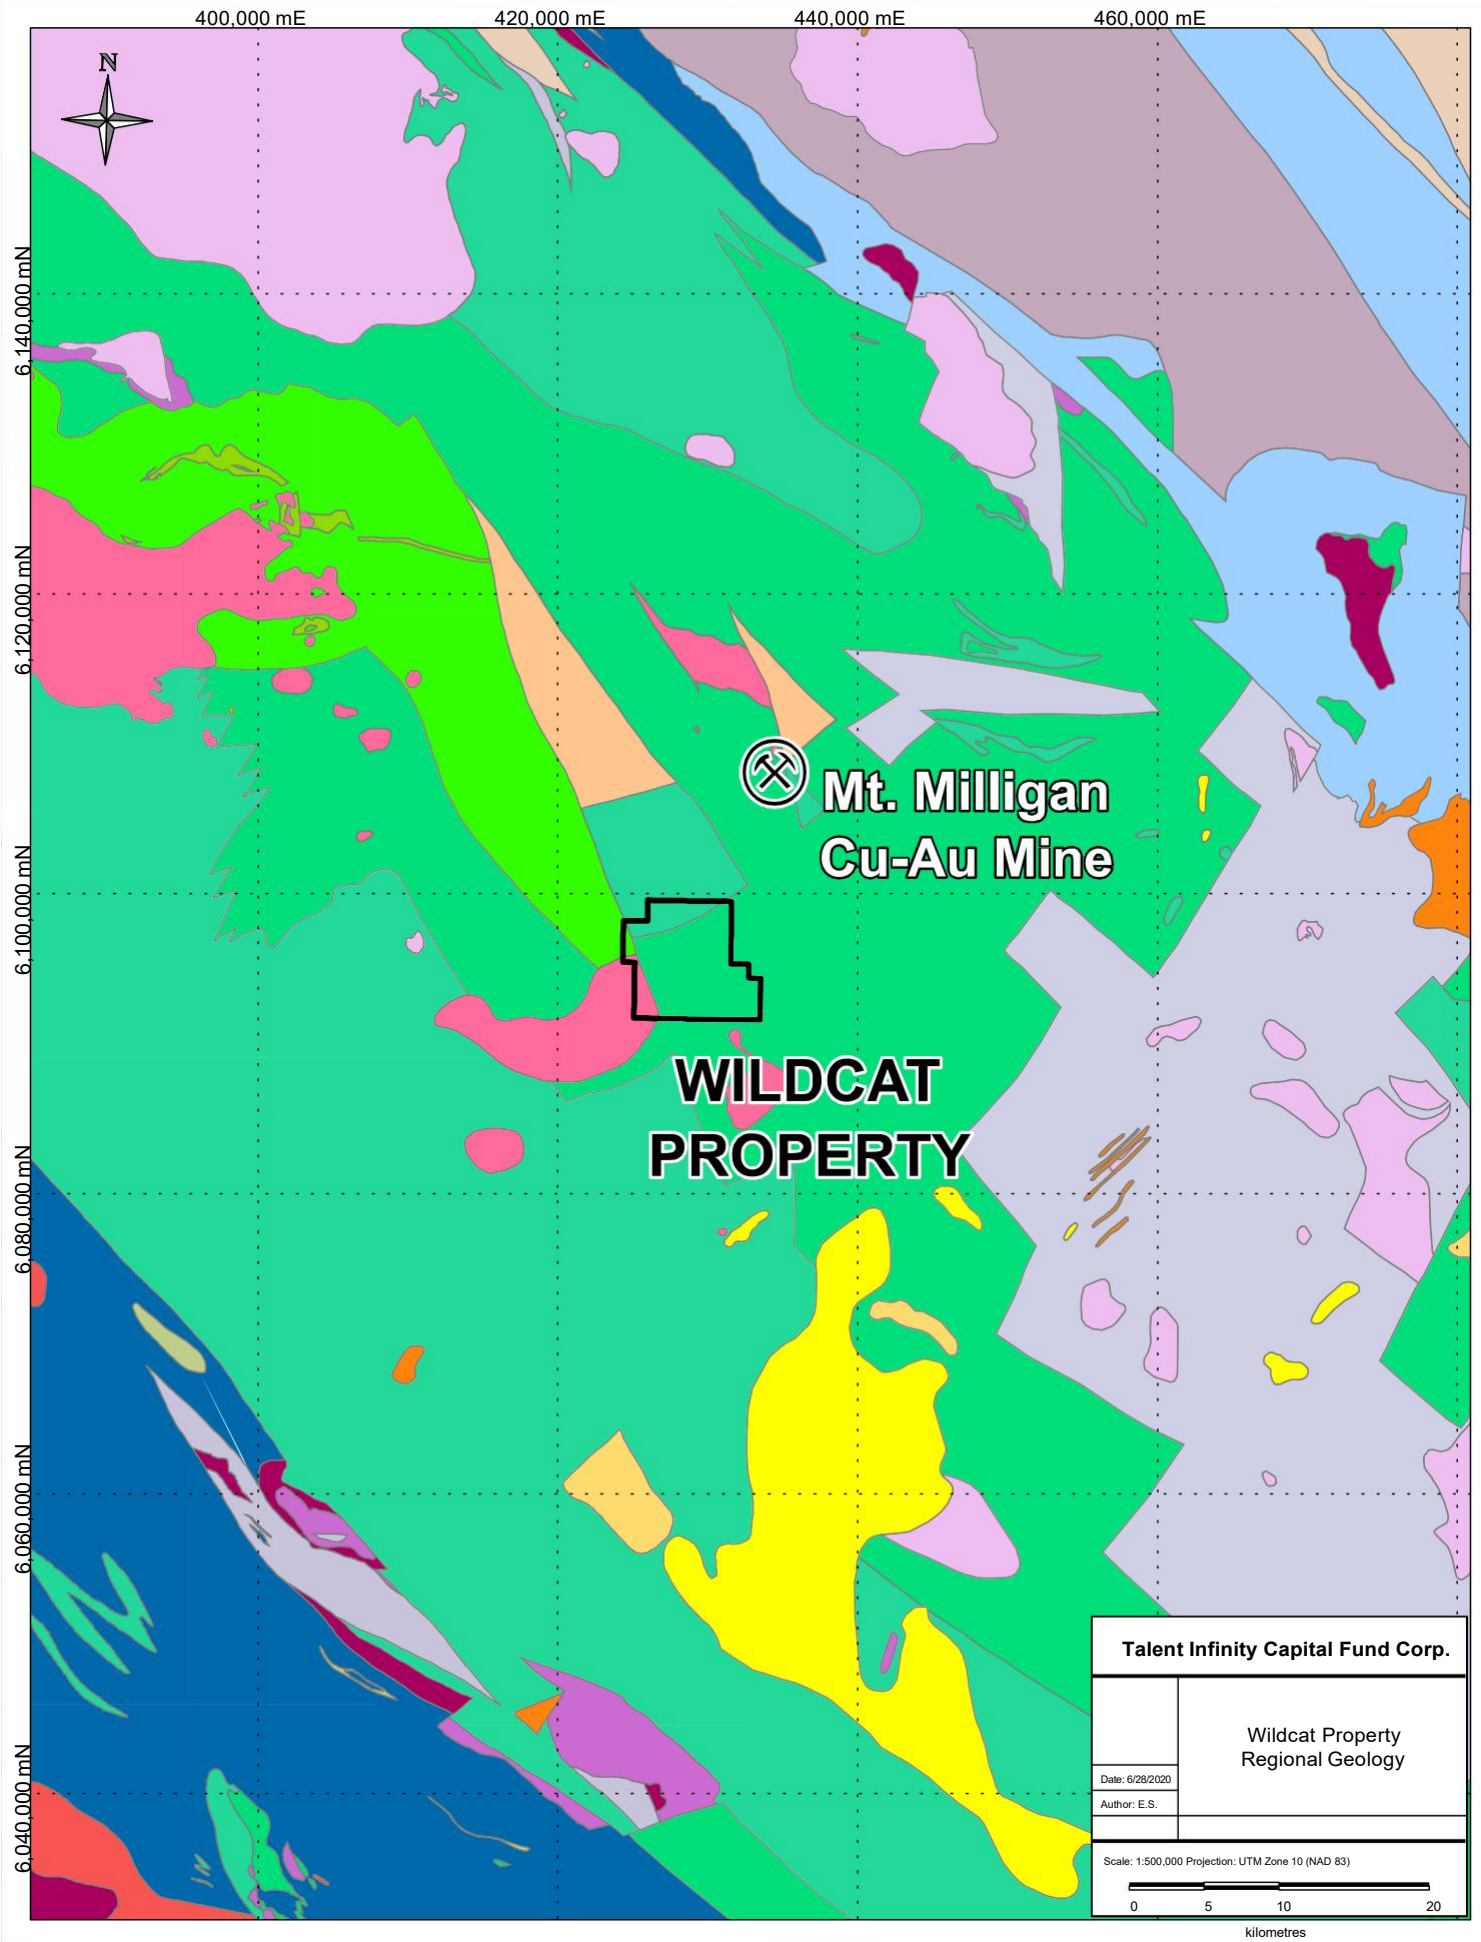 400,000 mE
420,000 mE
440,000 mE
460,000 mE
N
6,140,000 mN
6,120,000 mN
6,100,000 mN
6,080,000 mN
6,060,000 mN
6,040,000 mN
Mt. Milligan
Cu-Au Mine
WILDCAT
PROPERTY
Talent Infinity Capital Fund Corp.
Wildcat Property
Regional Geology
Date: 6/28/2020
Author: E.S.
Scale: 1:500,000 Projection: UTM Zone 10 (NAD 83)
0 5 10 20
kilometres